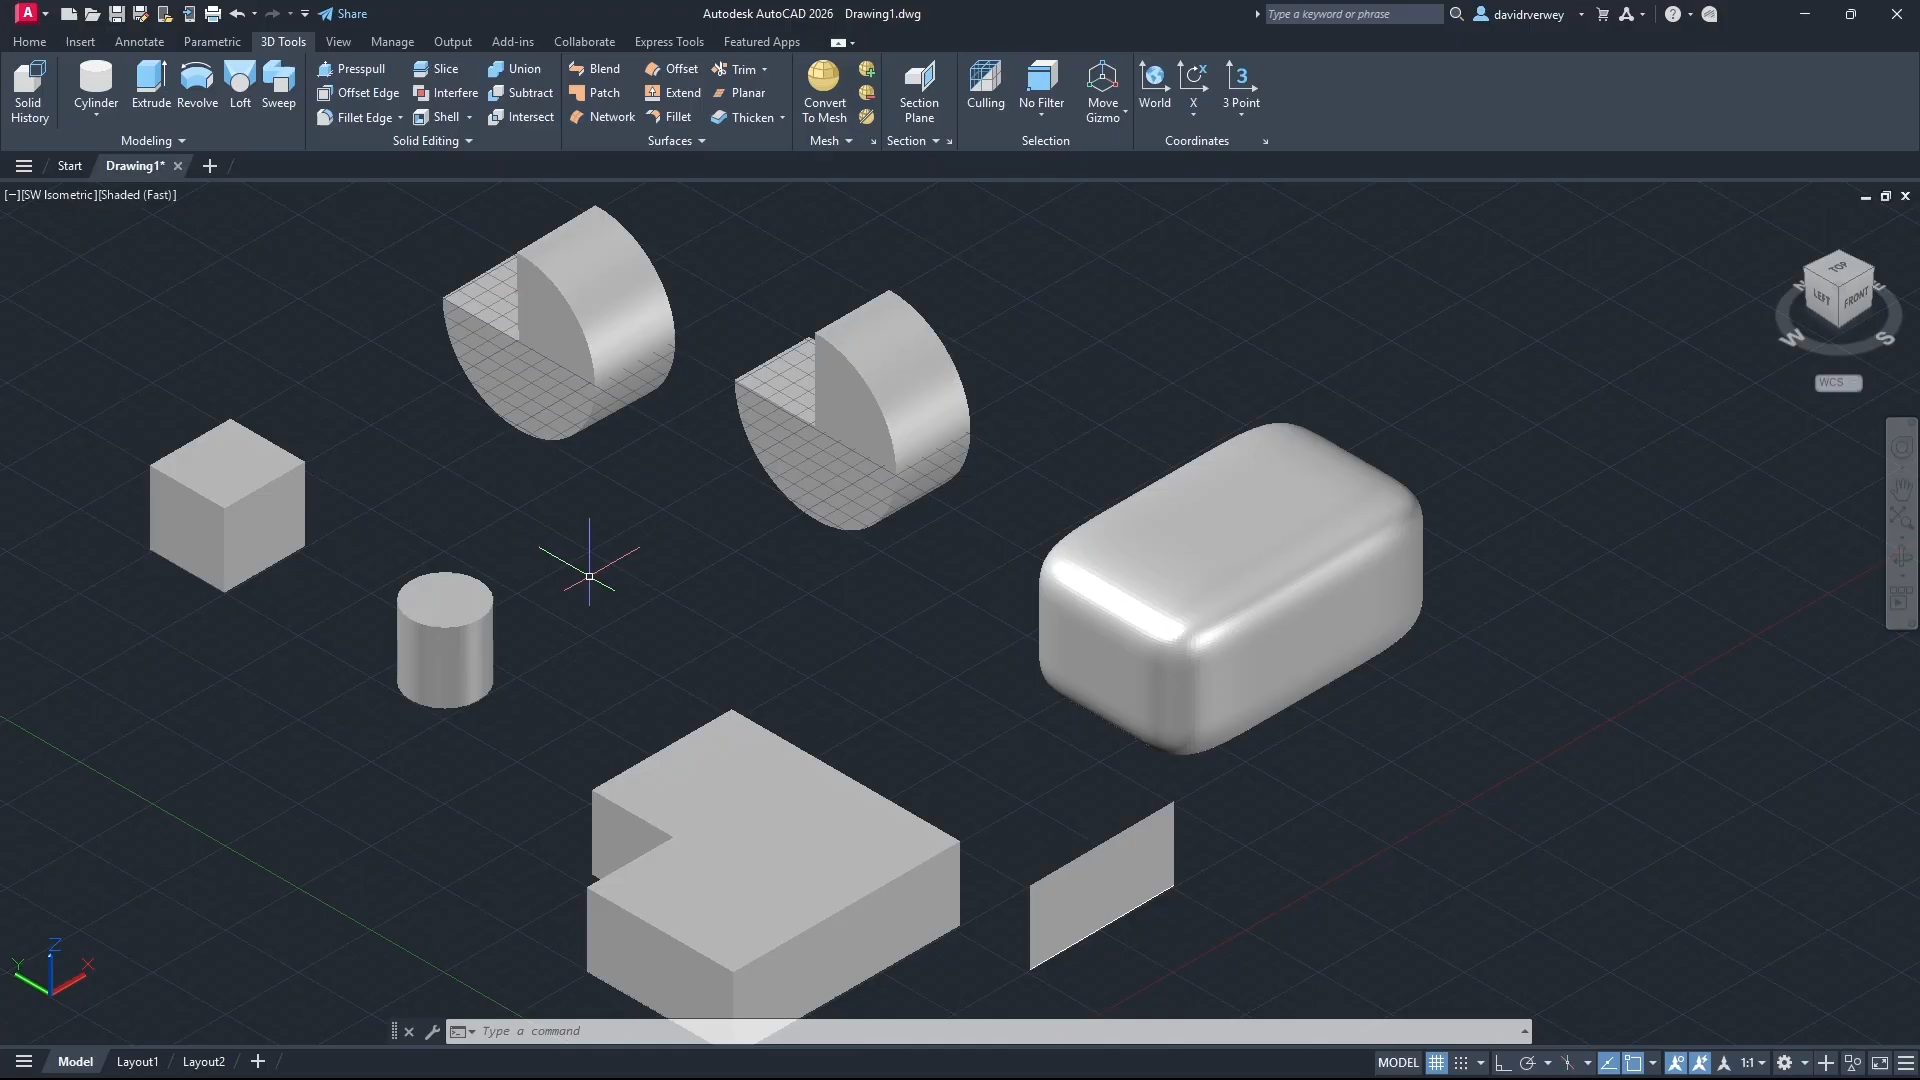 A Share Autodesk AutoCAD 2026 Drawing1.dwg Type a keyword or phrase davidrverwey
Home Insert Annotate Parametric 3D Tools View Manage Output Add-ins Collaborate Express Tools Featured Apps
Presspull Slice Union Blend Offset Trim
Offset Edge Interfere Subtract Patch Extend Planar
Solid History Cylinder Extrude Revolve Loft Sweep Fillet Edge Shell Intersect Network Fillet Thicken Convert To Mesh Section Plane Culling No Filter Move Gizmo World X 3 Point
Modeling Solid Editing Surfaces Mesh Section Selection Coordinates
Start Drawing1*
[−][SW Isometric][Shaded (Fast)]
TOP
LEFT FRONT
W S
WCS
Z
Y X
Type a command
Model Layout1 Layout2 MODEL 1:1